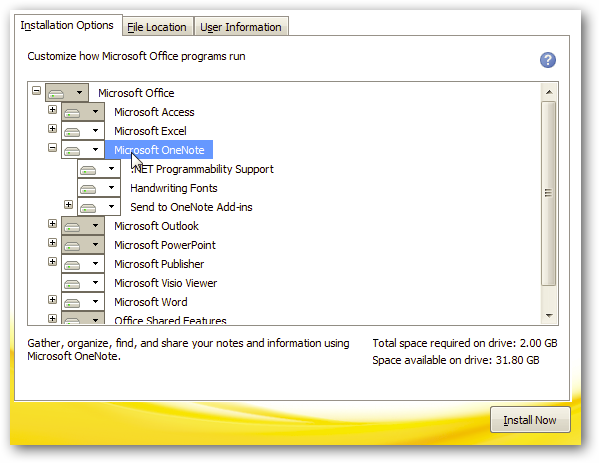 Installation Options File Location User Information
Customize how Microsoft Office programs run
?
Microsoft Office
Microsoft Access
Microsoft Excel
Microsoft OneNote
.NET Programmability Support
Handwriting Fonts
Send to OneNote Add-ins
Microsoft Outlook
Microsoft PowerPoint
Microsoft Publisher
Microsoft Visio Viewer
Microsoft Word
Office Shared Features
Gather, organize, find, and share your notes and information using
Microsoft OneNote.
Total space required on drive: 2.00 GB
Space available on drive: 31.80 GB
Install Now